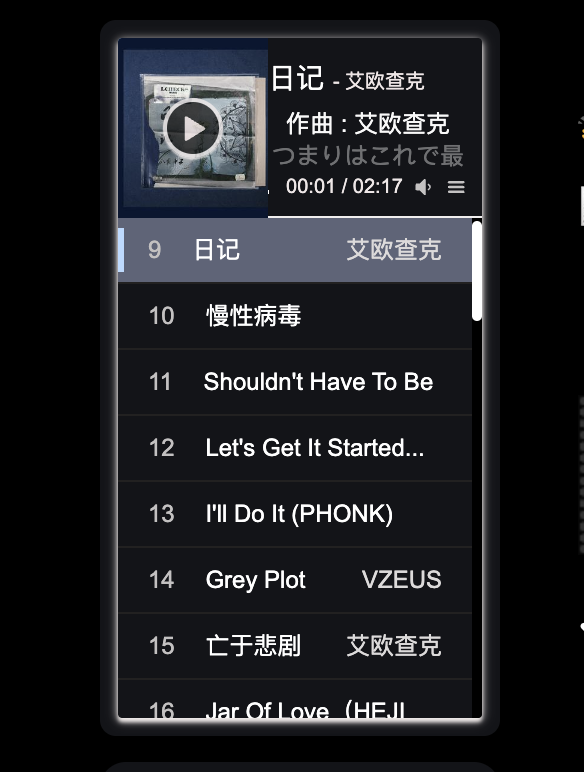 日记 - 艾欧查克
作曲 : 艾欧查克
つまりはこれで最
00:01 / 02:17
9 日记 艾欧查克
10 慢性病毒
11 Shouldn't Have To Be
12 Let's Get It Started...
13 I'll Do It (PHONK)
14 Grey Plot VZEUS
15 亡于悲剧 艾欧查克
16 Jar Of Love（HEJI